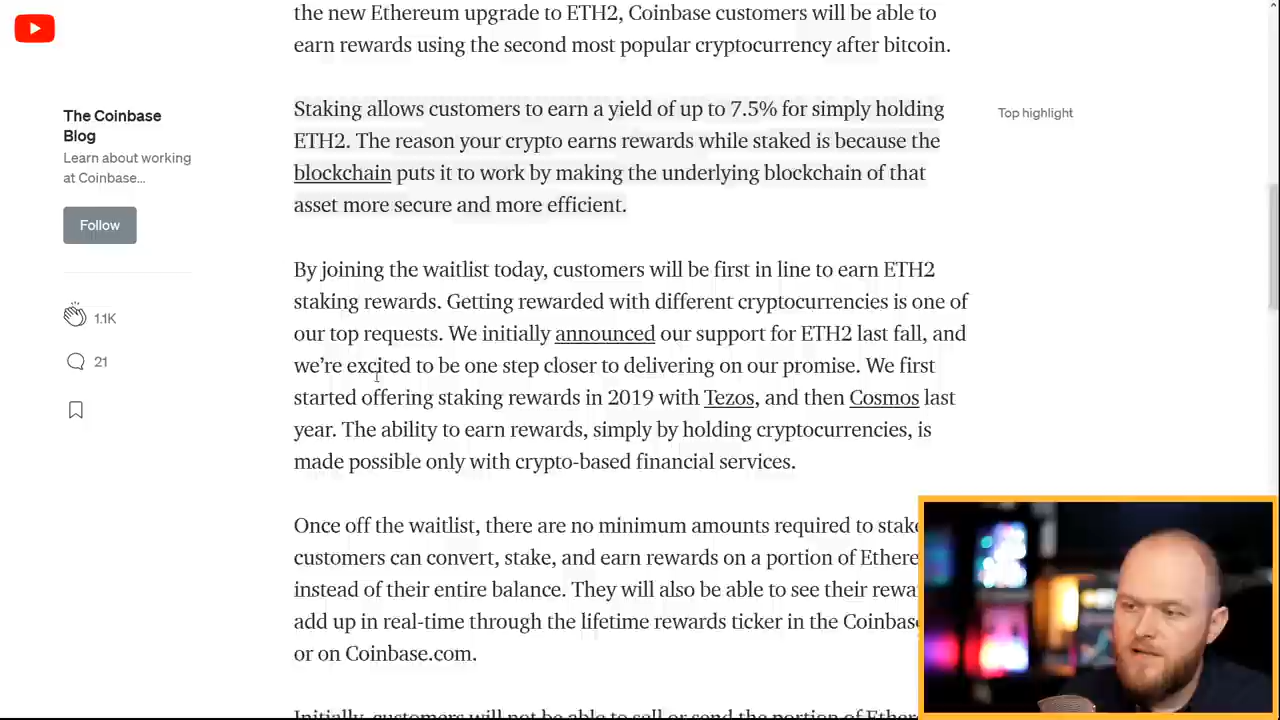 the new Ethereum upgrade to ETH2, Coinbase customers will be able to
earn rewards using the second most popular cryptocurrency after bitcoin.
The Coinbase
Blog
Learn about working
at Coinbase...
Follow
1.1K
21
Staking allows customers to earn a yield of up to 7.5% for simply holding
ETH2. The reason your crypto earns rewards while staked is because the
blockchain puts it to work by making the underlying blockchain of that
asset more secure and more efficient.
Top highlight
By joining the waitlist today, customers will be first in line to earn ETH2
staking rewards. Getting rewarded with different cryptocurrencies is one of
our top requests. We initially announced our support for ETH2 last fall, and
we’re excited to be one step closer to delivering on our promise. We first
started offering staking rewards in 2019 with Tezos, and then Cosmos last
year. The ability to earn rewards, simply by holding cryptocurrencies, is
made possible only with crypto-based financial services.
Once off the waitlist, there are no minimum amounts required to stake
customers can convert, stake, and earn rewards on a portion of Ethere
instead of their entire balance. They will also be able to see their rewa
add up in real-time through the lifetime rewards ticker in the Coinbas
or on Coinbase.com.
Initially, customers will not be able to sell or send the portion of Ethere